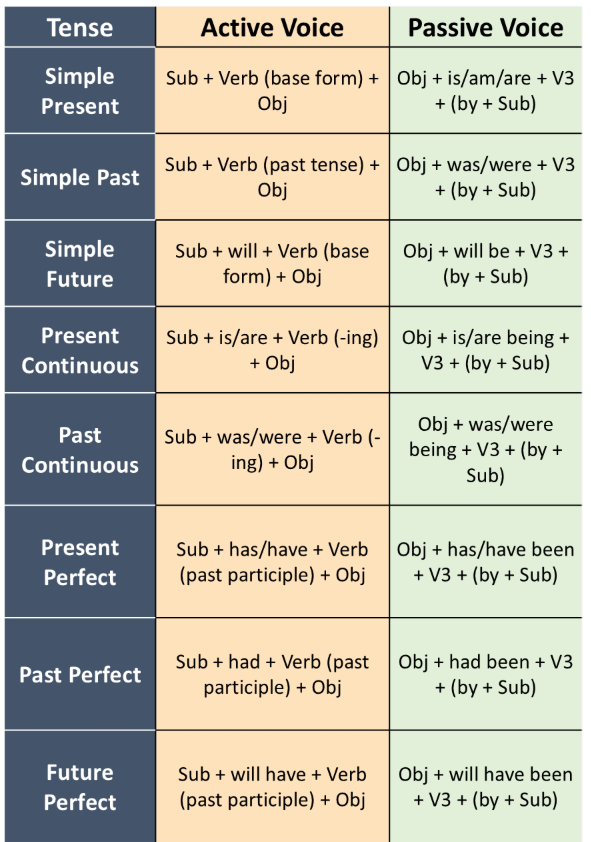 Tense Active Voice Passive Voice
Simple
Present
Sub + Verb (base form) +
Obj
Obj + is/am/are + V3
+ (by + Sub)
Simple Past
Sub + Verb (past tense) +
Obj
Obj + was/were + V3
+ (by + Sub)
Simple
Future
Sub + will + Verb (base
form) + Obj
Obj + will be + V3 +
(by + Sub)
Present
Continuous
Sub + is/are + Verb (-ing)
+ Obj
Obj + is/are being +
V3 + (by + Sub)
Past
Continuous
Sub + was/were + Verb (-
ing) + Obj
Obj + was/were
being + V3 + (by +
Sub)
Present
Perfect
Sub + has/have + Verb
(past participle) + Obj
Obj + has/have been
+ V3 + (by + Sub)
Past Perfect
Sub + had + Verb (past
participle) + Obj
Obj + had been + V3
+ (by + Sub)
Future
Perfect
Sub + will have + Verb
(past participle) + Obj
Obj + will have been
+ V3 + (by + Sub)